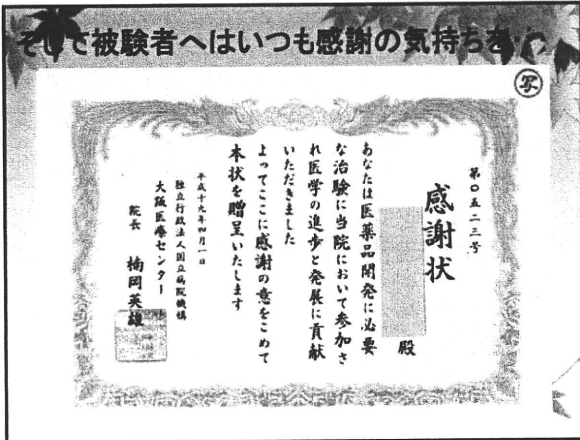 そして被験者へはいつも感謝の気持ちを
写
第〇五二三号
感謝状
殿
あなたは医薬品開発に必要
な治験に当院において参加さ
れ医学の進歩と発展に貢献
いただきました
よってここに感謝の意をこめて
本状を贈呈いたします
平成十九年四月一日
独立行政法人国立病院機構
大阪医療センター
院長 楠岡英雄